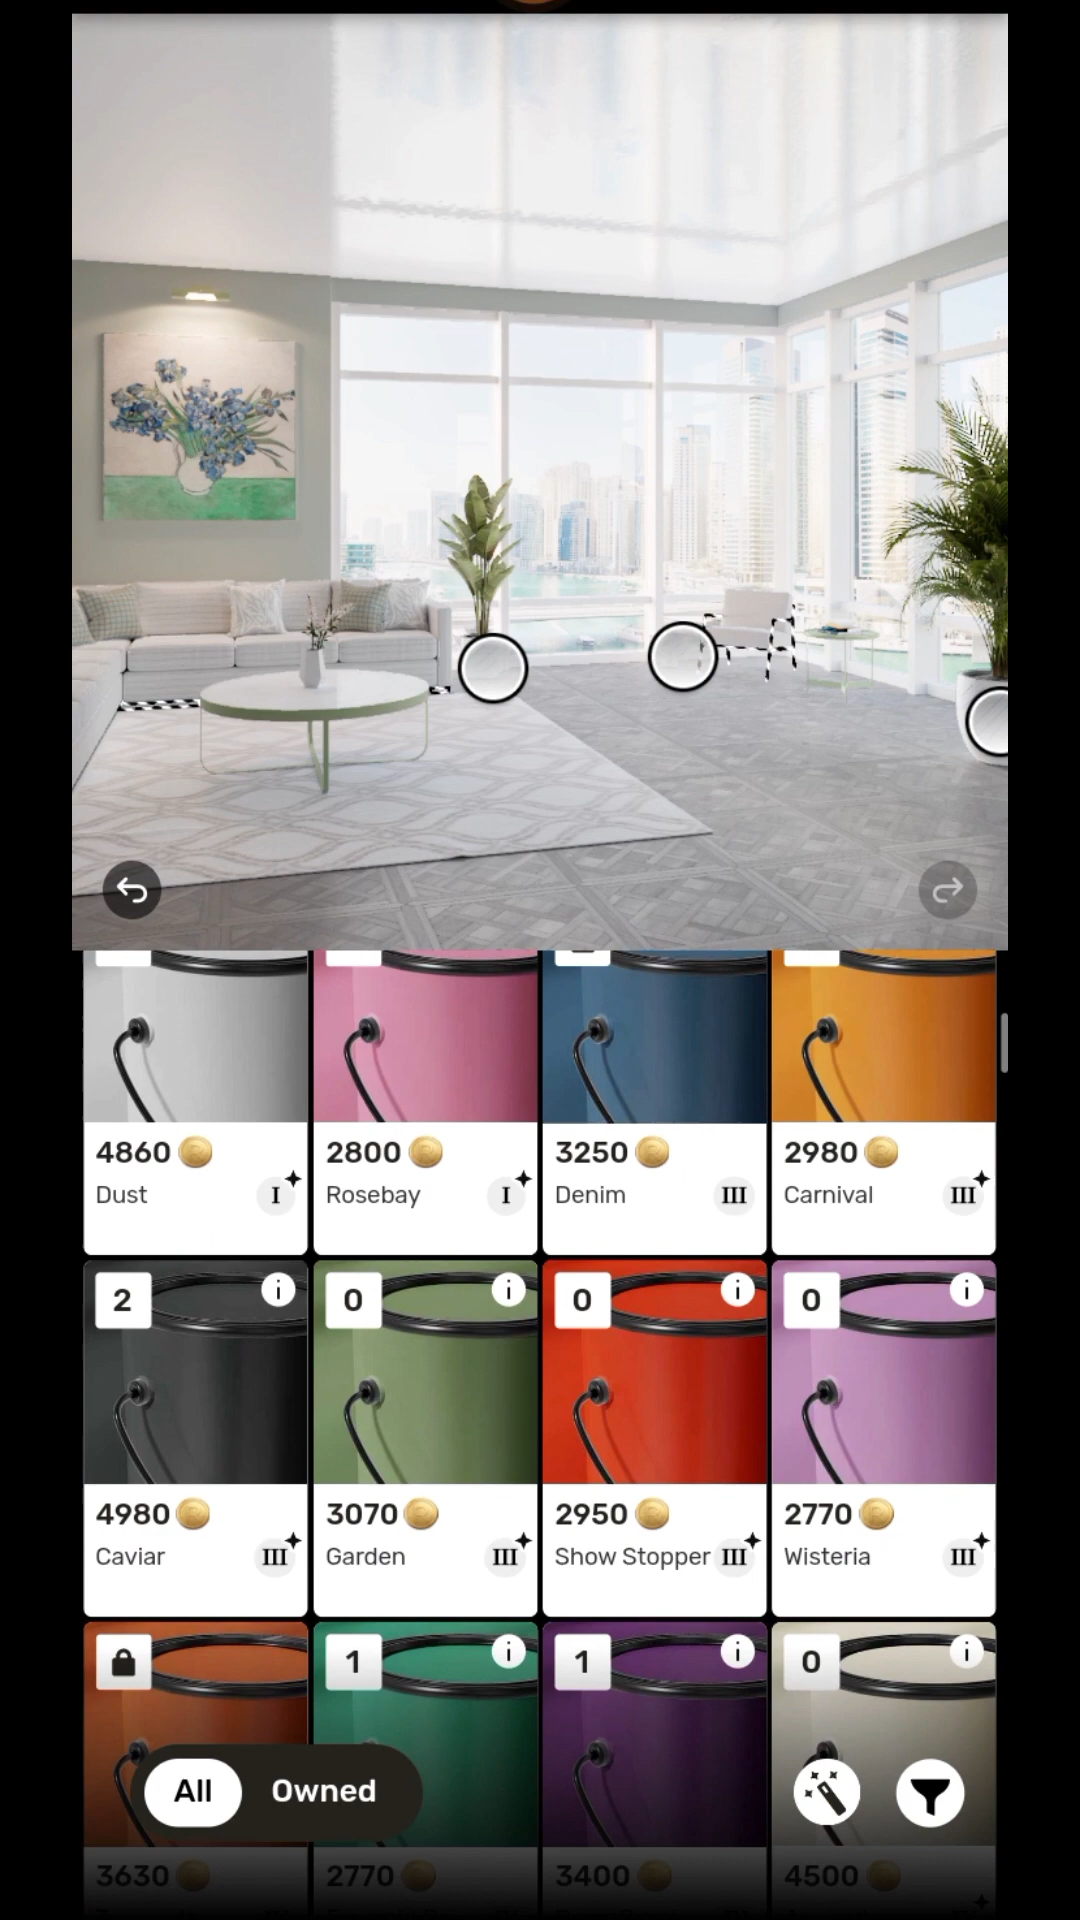 4860
Dust I
2800
Rosebay I
3250
Denim III
2980
Carnival III
2 i
4980
Caviar III
0 i
3070
Garden III
0 i
2950
Show Stopper III
0 i
2770
Wisteria III
3630
1 i
2770
1 i
3400
0 i
4500
All Owned